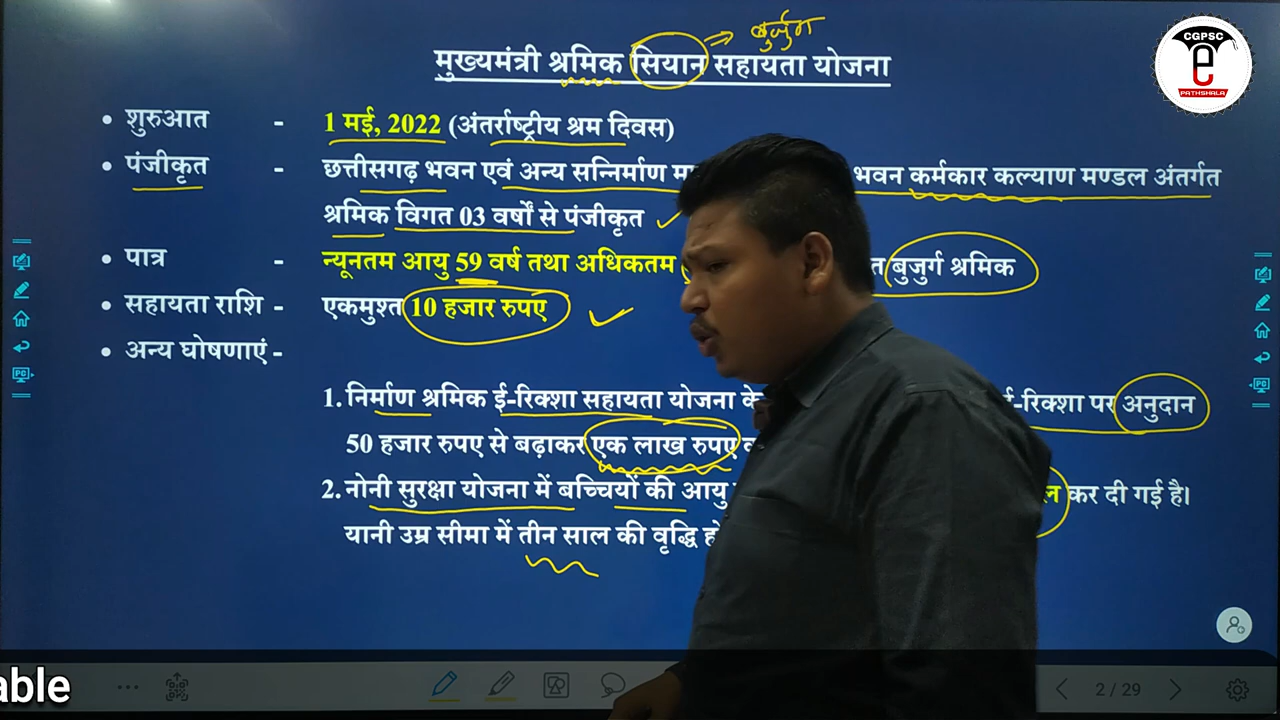 बुजुर्ग
CGPSC
e
PATHSHALA
मुख्यमंत्री श्रमिक सियान सहायता योजना
• शुरुआत - 1 मई, 2022 (अंतर्राष्ट्रीय श्रम दिवस)
• पंजीकृत - छत्तीसगढ़ भवन एवं अन्य सन्निर्माण भवन कर्मकार कल्याण मण्डल अंतर्गत
श्रमिक विगत 03 वर्षों से पंजीकृत
• पात्र - न्यूनतम आयु 59 वर्ष तथा अधिकतम बुजुर्ग श्रमिक
• सहायता राशि - एकमुश्त 10 हजार रुपए
• अन्य घोषणाएं -
1. निर्माण श्रमिक ई-रिक्शा सहायता योजना के -रिक्शा पर अनुदान
50 हजार रुपए से बढ़ाकर एक लाख रुपए
2. नोनी सुरक्षा योजना में बच्चियों की आयु कर दी गई है।
यानी उम्र सीमा में तीन साल की वृद्धि
able
2 / 29